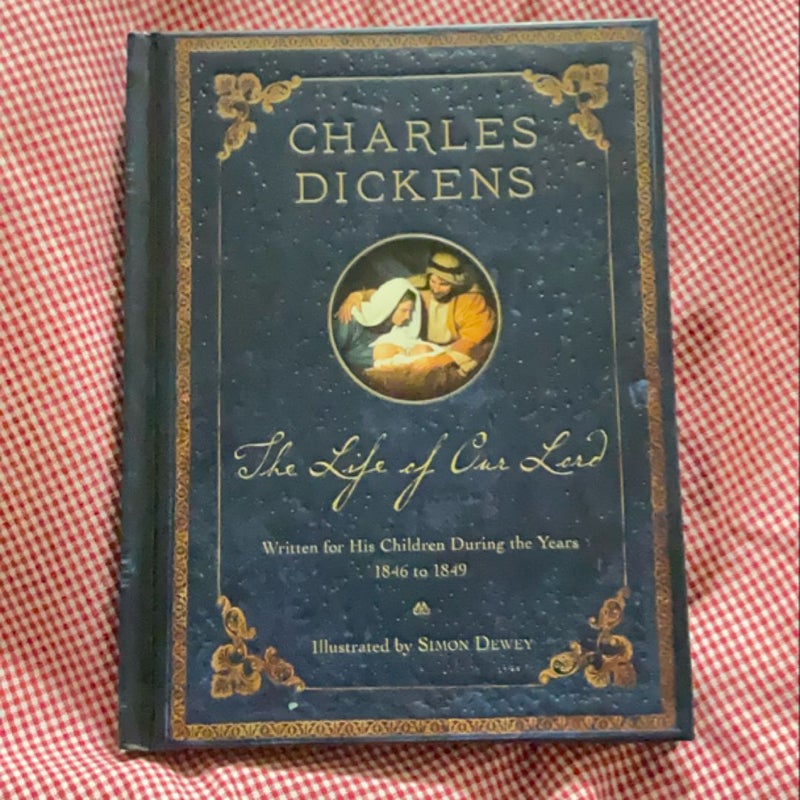 CHARLES
DICKENS
The Life of Our Lord
Written for His Children During the Years
1846 to 1849
Illustrated by SIMON DEWEY